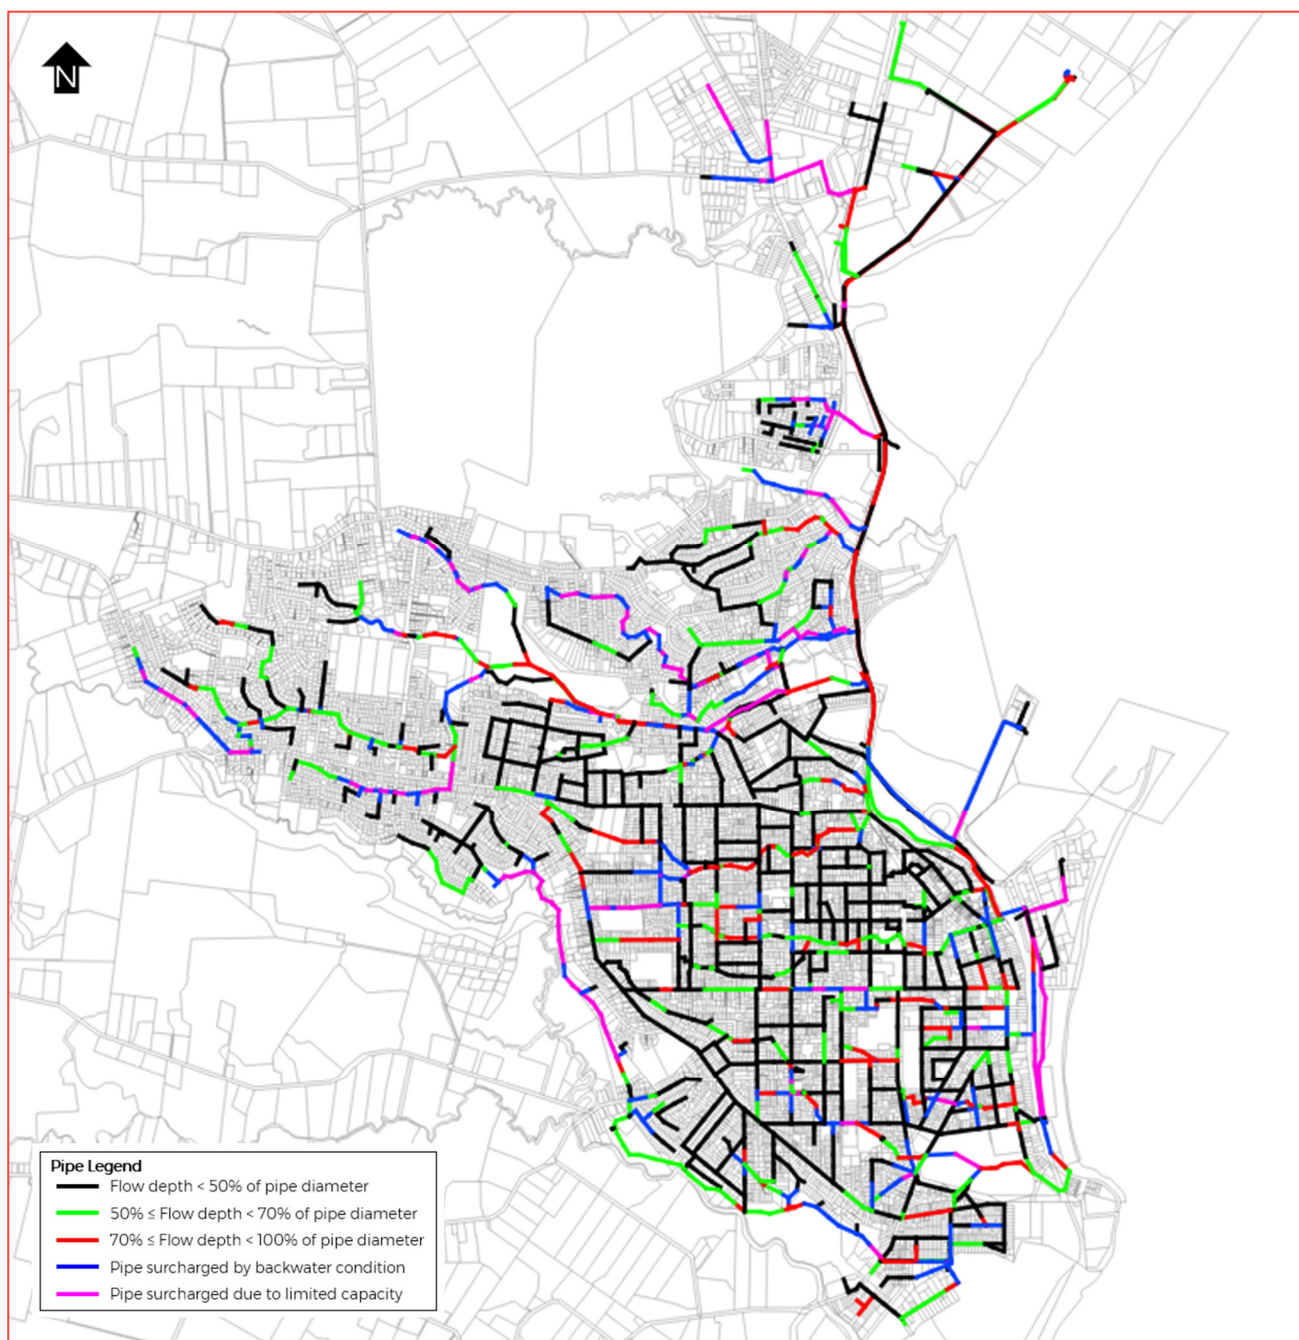 N
Pipe Legend
Flow depth < 50% of pipe diameter
50% ≤ Flow depth < 70% of pipe diameter
70% ≤ Flow depth < 100% of pipe diameter
Pipe surcharged by backwater condition
Pipe surcharged due to limited capacity